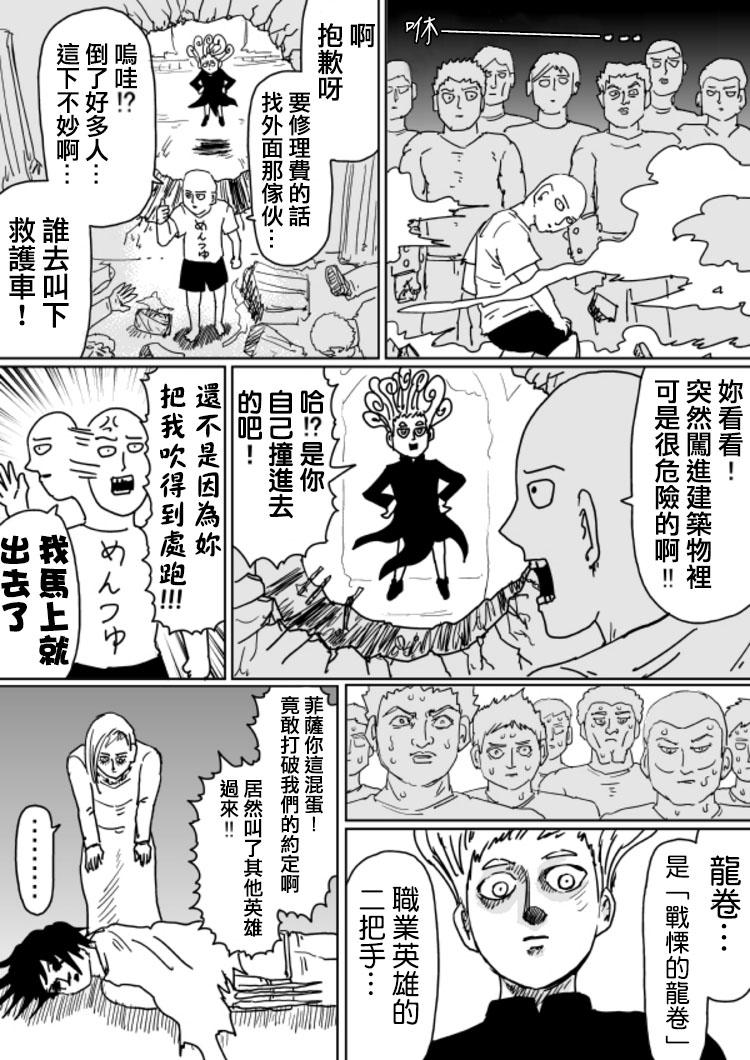 咻
啊
抱歉呀
要修理費的話
找外面那傢伙…
嗚哇!?
倒了好多人…
這下不妙啊…
誰去叫下
救護車!
めんつゆ
妳看看!
突然闖進建築物裡
可是很危險的啊!!
哈!?是你
自己撞進去
的吧!
還不是因為妳
把我吹得到處跑!!!
我馬上就
出去了
めんつゆ
龍卷…
是「戰慄的龍卷」
職業英雄的
二把手…
菲薩你這混蛋!
竟敢打破我們的約定啊
居然叫了其他英雄
過來!!
………